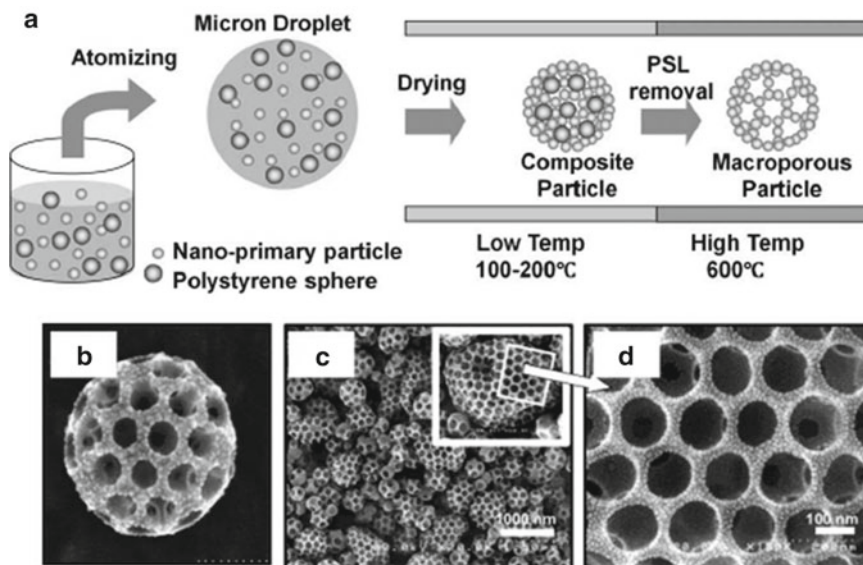 a
Micron Droplet
Atomizing
Drying
PSL
removal
Composite
Particle
Macroporous
Particle
Nano-primary particle
Polystyrene sphere
Low Temp
100-200℃
High Temp
600℃
b
c
1000 nm
d
100 nm